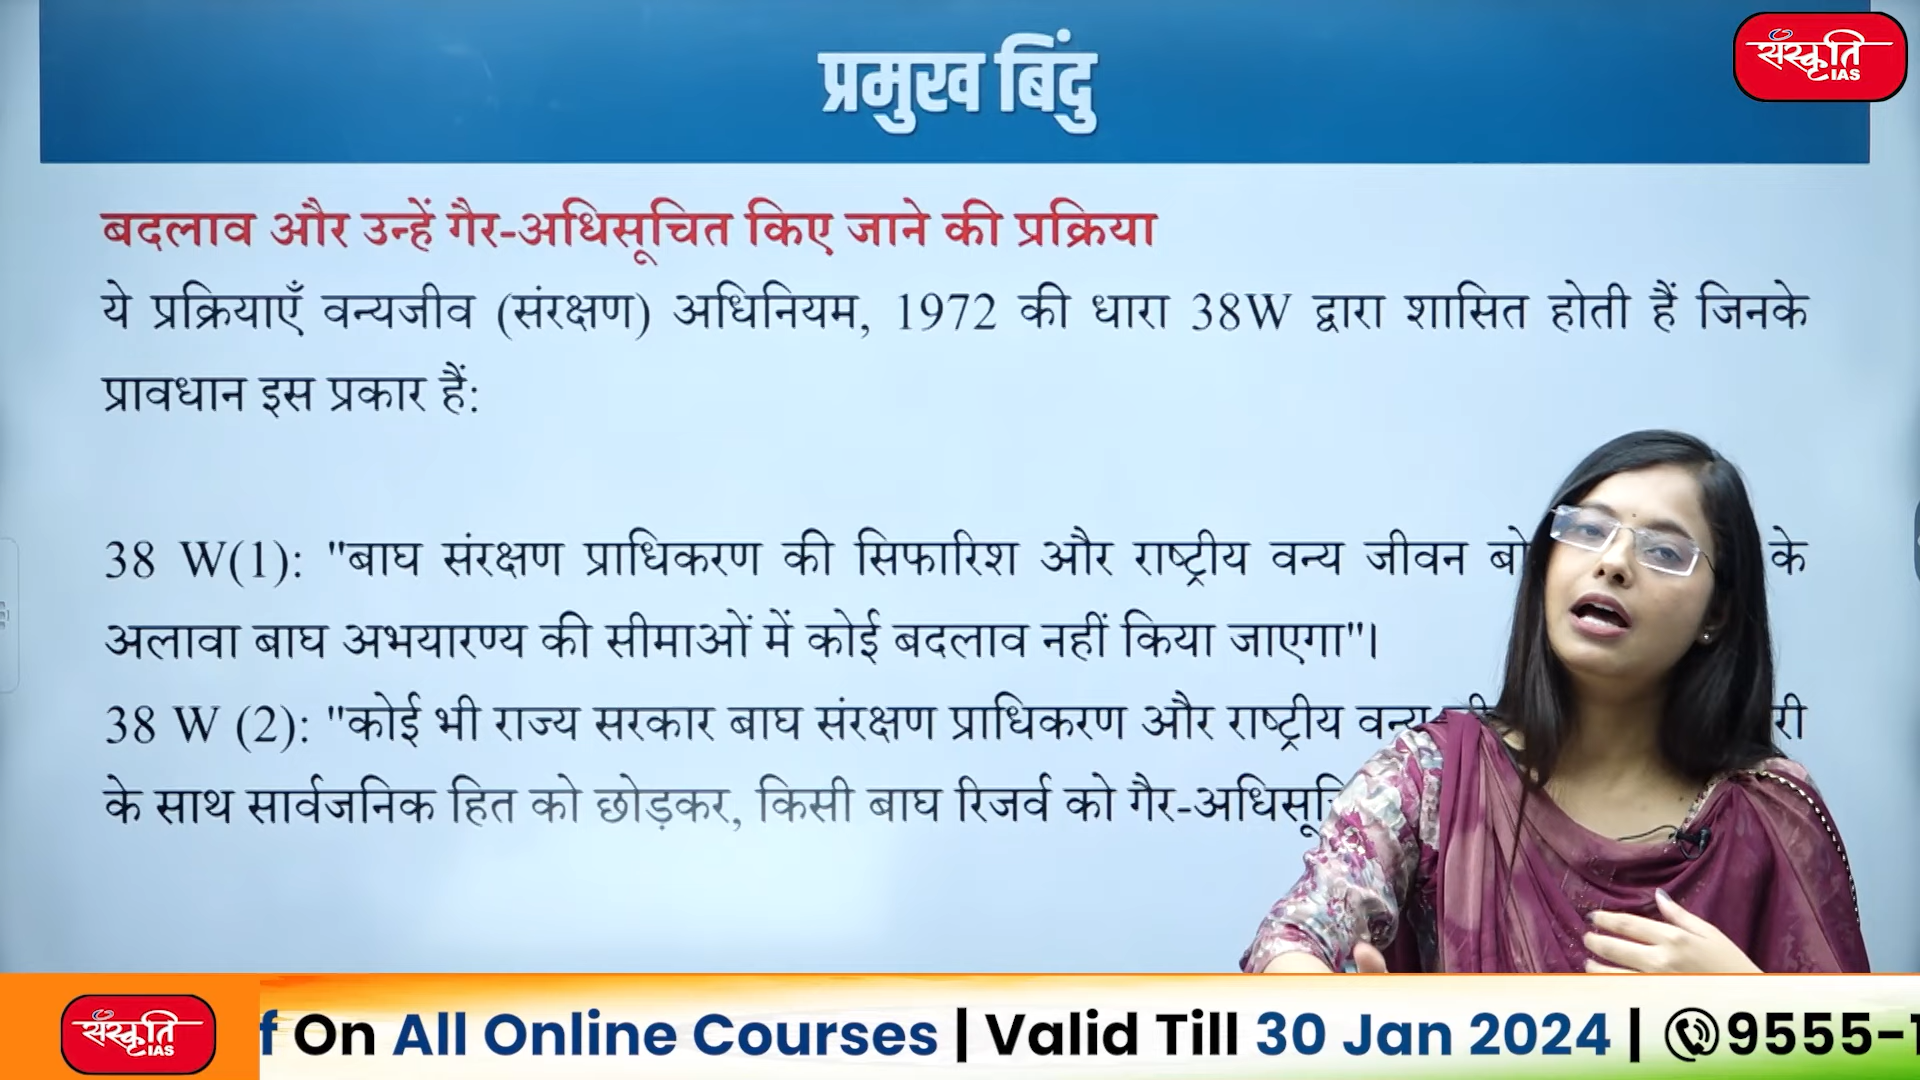 प्रमुख बिंदु
संस्कृति
IAS
बदलाव और उन्हें गैर-अधिसूचित किए जाने की प्रक्रिया
ये प्रक्रियाएँ वन्यजीव (संरक्षण) अधिनियम, 1972 की धारा 38W द्वारा शासित होती हैं जिनके
प्रावधान इस प्रकार हैं:
38 W(1): "बाघ संरक्षण प्राधिकरण की सिफारिश और राष्ट्रीय वन्य जीवन के
अलावा बाघ अभयारण्य की सीमाओं में कोई बदलाव नहीं किया जाएगा"।
38 W (2): "कोई भी राज्य सरकार बाघ संरक्षण प्राधिकरण और राष्ट्रीय वन्य
के साथ सार्वजनिक हित को छोड़कर, किसी बाघ रिजर्व को
संस्कृति
IAS
On All Online Courses | Valid Till 30 Jan 2024 | 9555-1